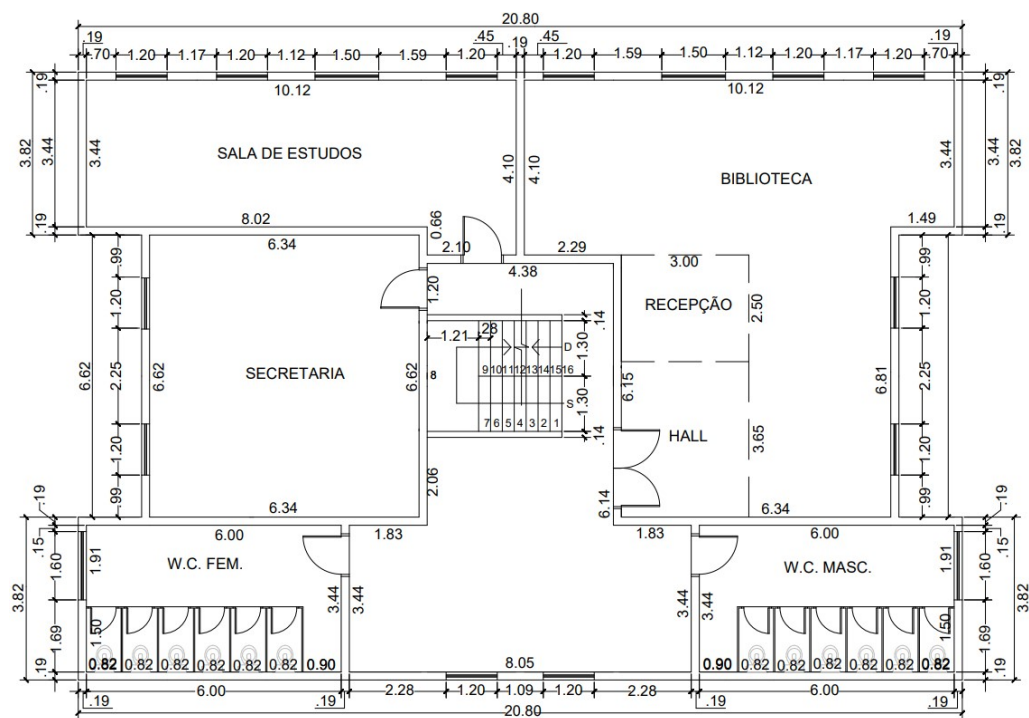 20.80
.19 .45 .19 .45 .19
.70 1.20 1.17 1.20 1.12 1.50 1.59 1.20 1.20 1.59 1.50 1.12 1.20 1.17 1.20 .70
10.12 10.12
.19 .19
3.82 3.44 3.44 4.10 4.10 3.44 3.44 3.82
SALA DE ESTUDOS
BIBLIOTECA
.19 8.02 0.66 1.49 .19
6.34 2.10 2.29
.99 4.38 3.00 .99
1.20 1.20 RECEPÇÃO 2.50 1.20
.14
1.21 .28 1.30
D
6.62 2.25 6.62 SECRETARIA 6.62 8 9 10 11 12 13 14 15 16 6.15 6.81 2.25 6.62
S 1.30
7 6 5 4 3 2 1
.14 HALL 3.65
1.20 2.06 1.20
.99 6.34 6.14 6.34 .99
.19 .19
6.00 1.83 1.83 6.00
.15 .15
W.C. FEM. W.C. MASC.
3.82 1.60 1.91 3.44 3.44 3.44 3.44 1.91 1.60 3.82
1.69 1.50 1.50 1.69
0.82 0.82 0.82 0.82 0.82 0.82 0.90 8.05 0.90 0.82 0.82 0.82 0.82 0.82 0.82
.19 .19
6.00 2.28 1.20 1.09 1.20 2.28 6.00
.19 .19 .19 .19
20.80